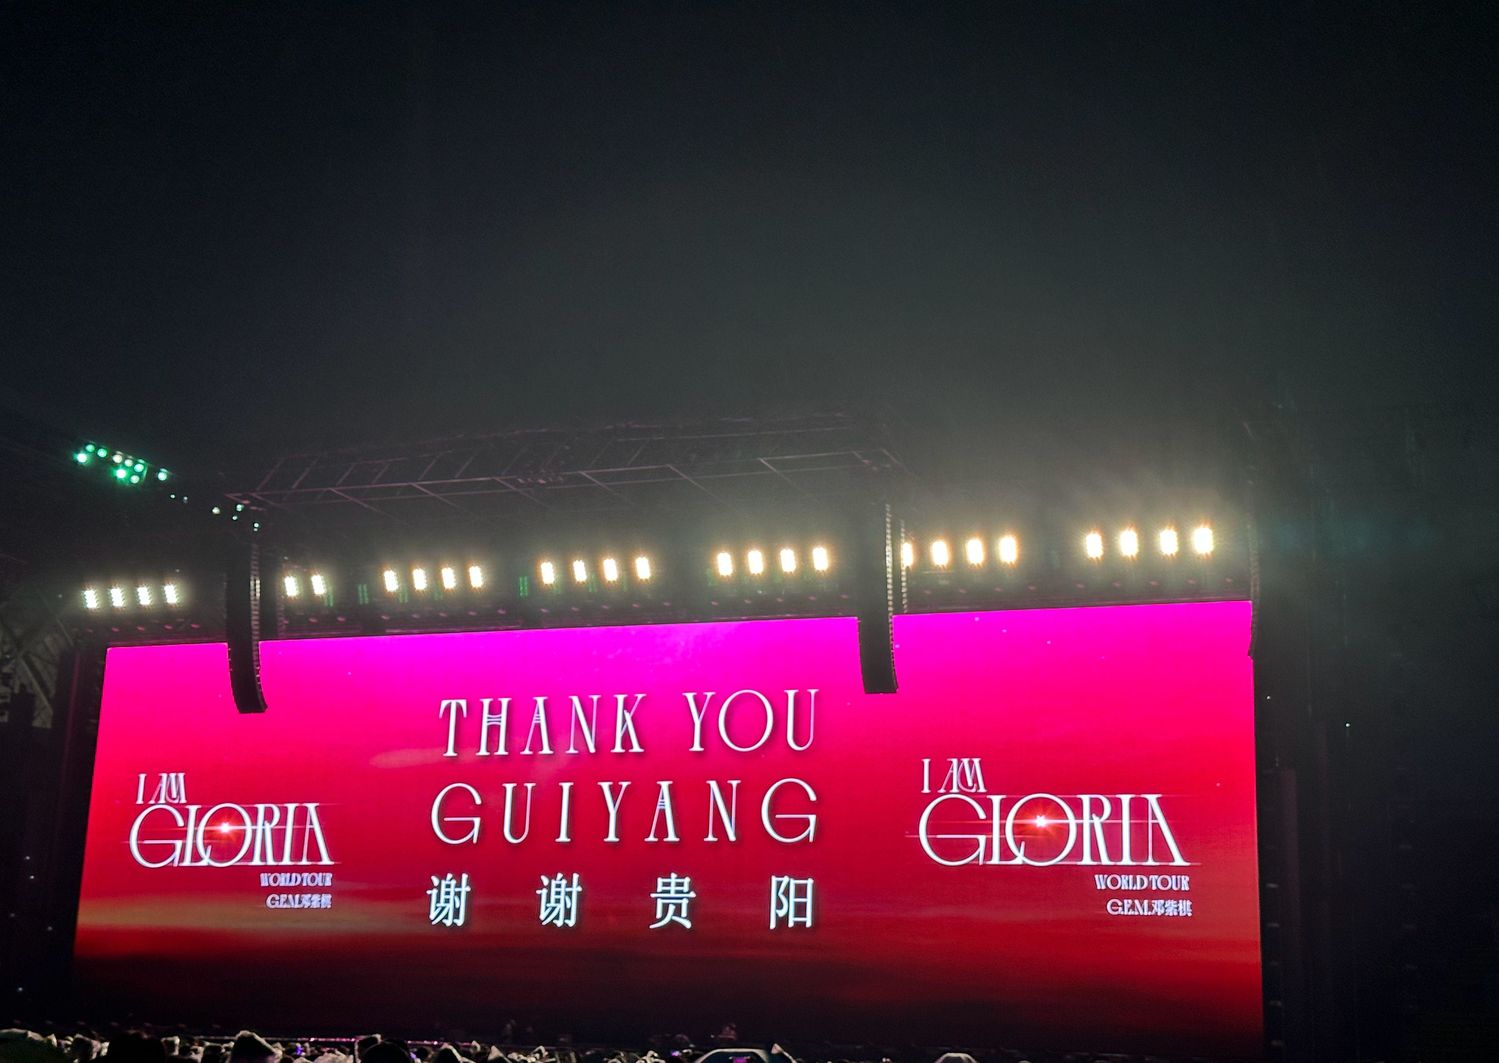 THANK YOU
GUIYANG
谢谢贵阳
I AM
GLORIA
WORLD TOUR
G.E.M.邓紫棋
I AM
GLORIA
WORLD TOUR
G.E.M.邓紫棋